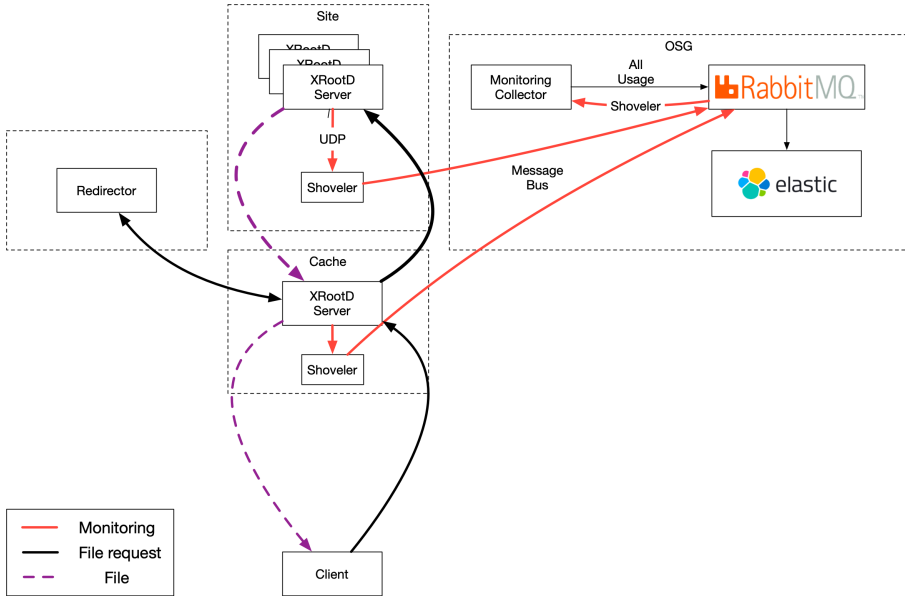 Site
XRootD
XRootD
XRootD
Server
UDP
Shoveler
OSG
Monitoring
Collector
All
Usage
Shoveler
RabbitMQ
elastic
Message
Bus
Redirector
Cache
XRootD
Server
Shoveler
Client
Monitoring
File request
File